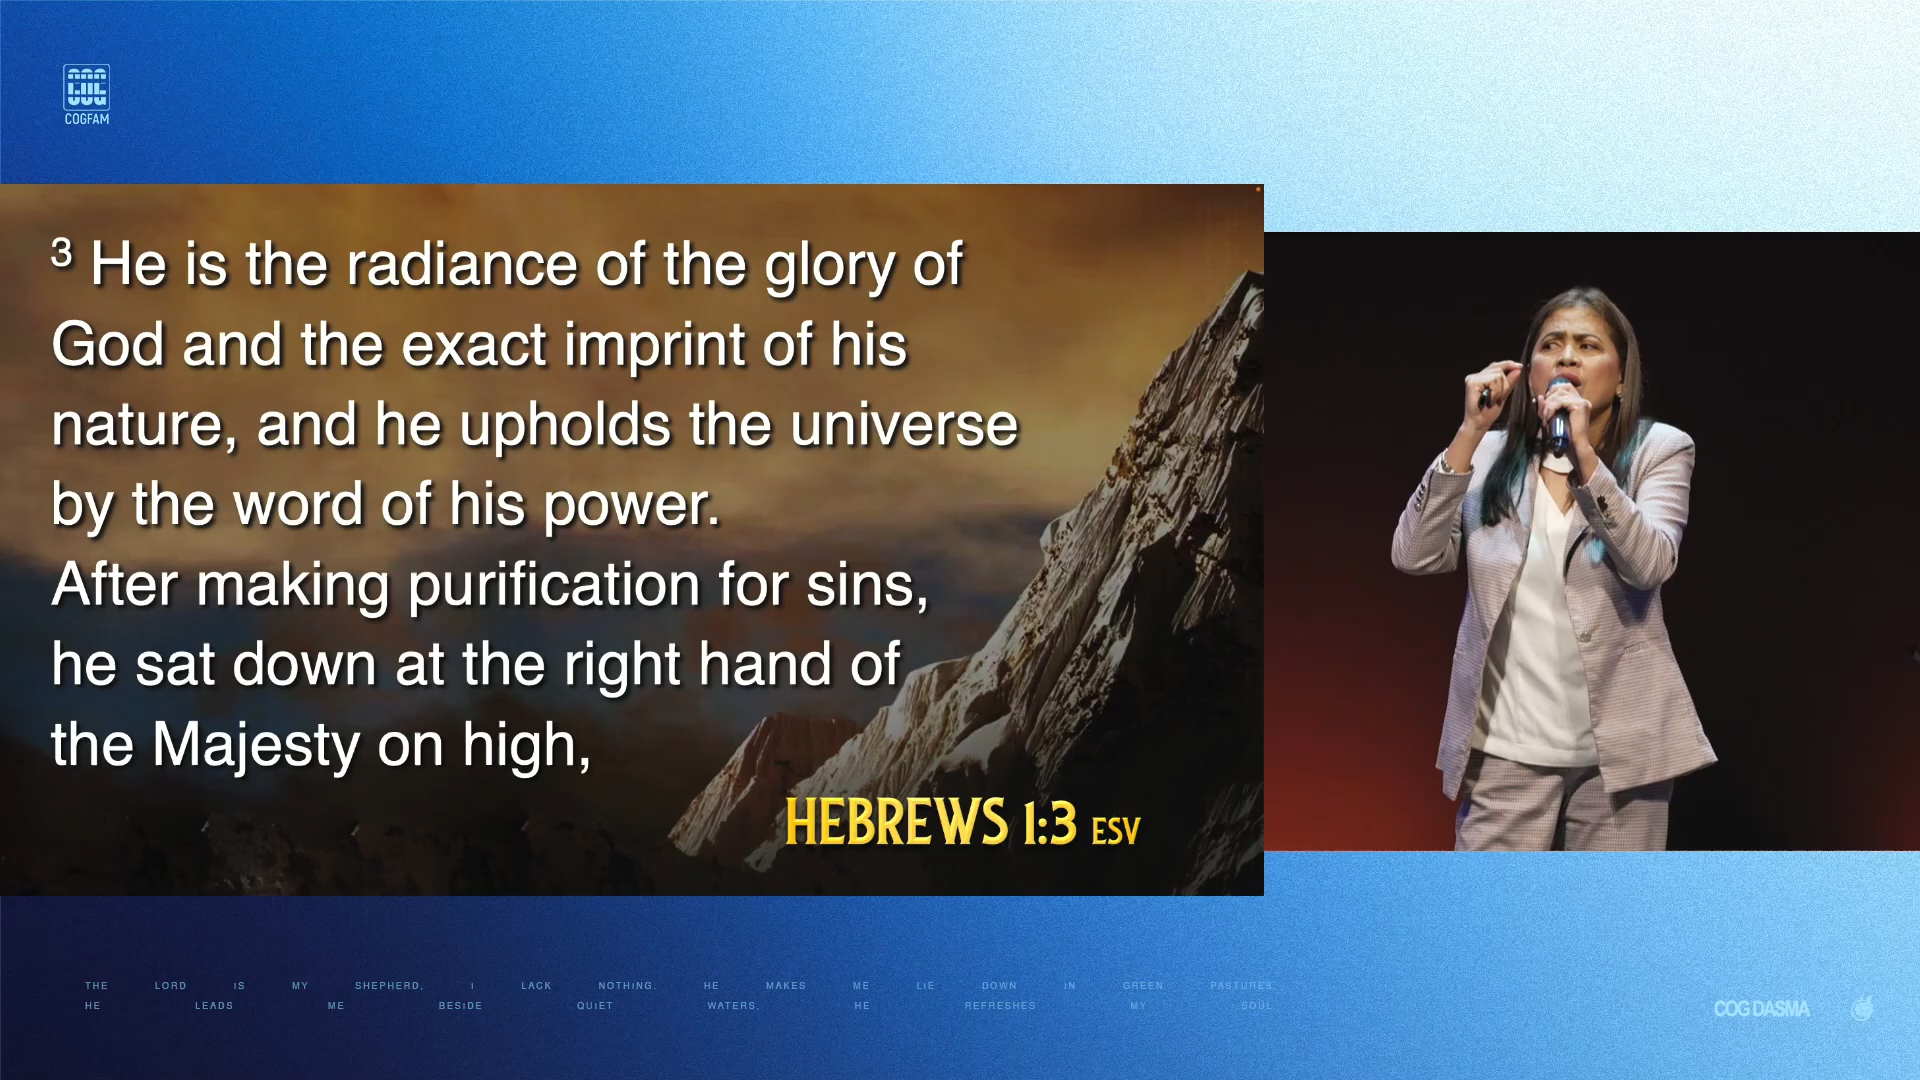 COG
COGFAM
3 He is the radiance of the glory of
God and the exact imprint of his
nature, and he upholds the universe
by the word of his power.
After making purification for sins,
he sat down at the right hand of
the Majesty on high,
HEBREWS 1:3 ESV
THE LORD IS MY SHEPHERD, I LACK NOTHING. HE MAKES ME LIE DOWN IN GREEN PASTURES.
HE LEADS ME BESIDE QUIET WATERS, HE REFRESHES MY SOUL
COG DASMA